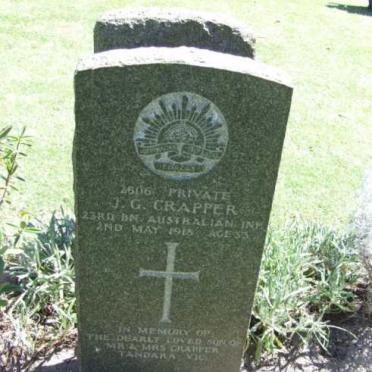 2606 PRIVATE
J. G. CRAPPER
23RD BN. AUSTRALIAN INF.
2ND MAY 1918 AGE 33
IN MEMORY OF
THE DEARLY LOVED SON OF
MR & MRS CRAPPER
TANDARA VIC.